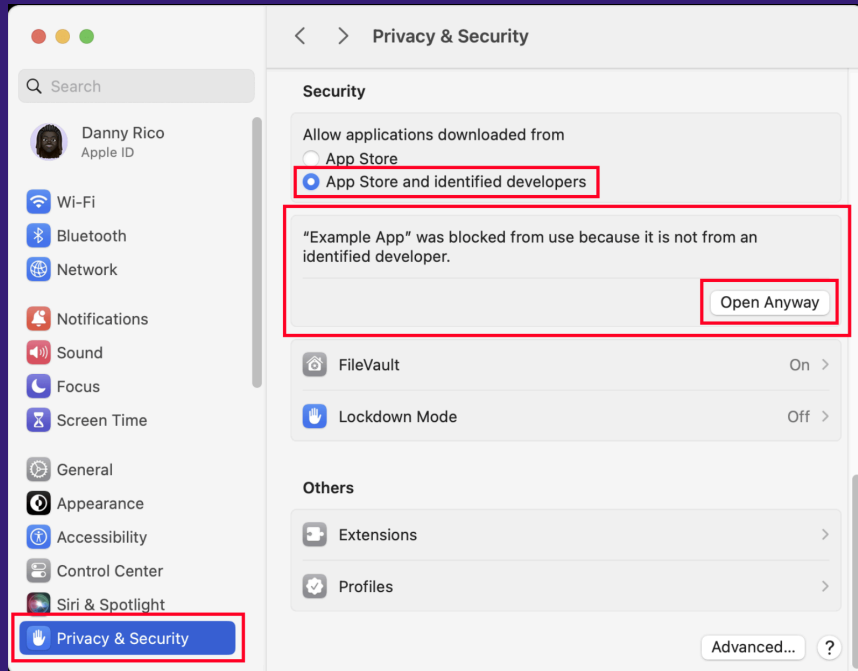 Privacy & Security
Search
Danny Rico
Apple ID
Wi-Fi
Bluetooth
Network
Notifications
Sound
Focus
Screen Time
General
Appearance
Accessibility
Control Center
Siri & Spotlight
Privacy & Security
Security
Allow applications downloaded from
App Store
App Store and identified developers
“Example App” was blocked from use because it is not from an
identified developer.
Open Anyway
FileVault On
Lockdown Mode Off
Others
Extensions
Profiles
Advanced... ?